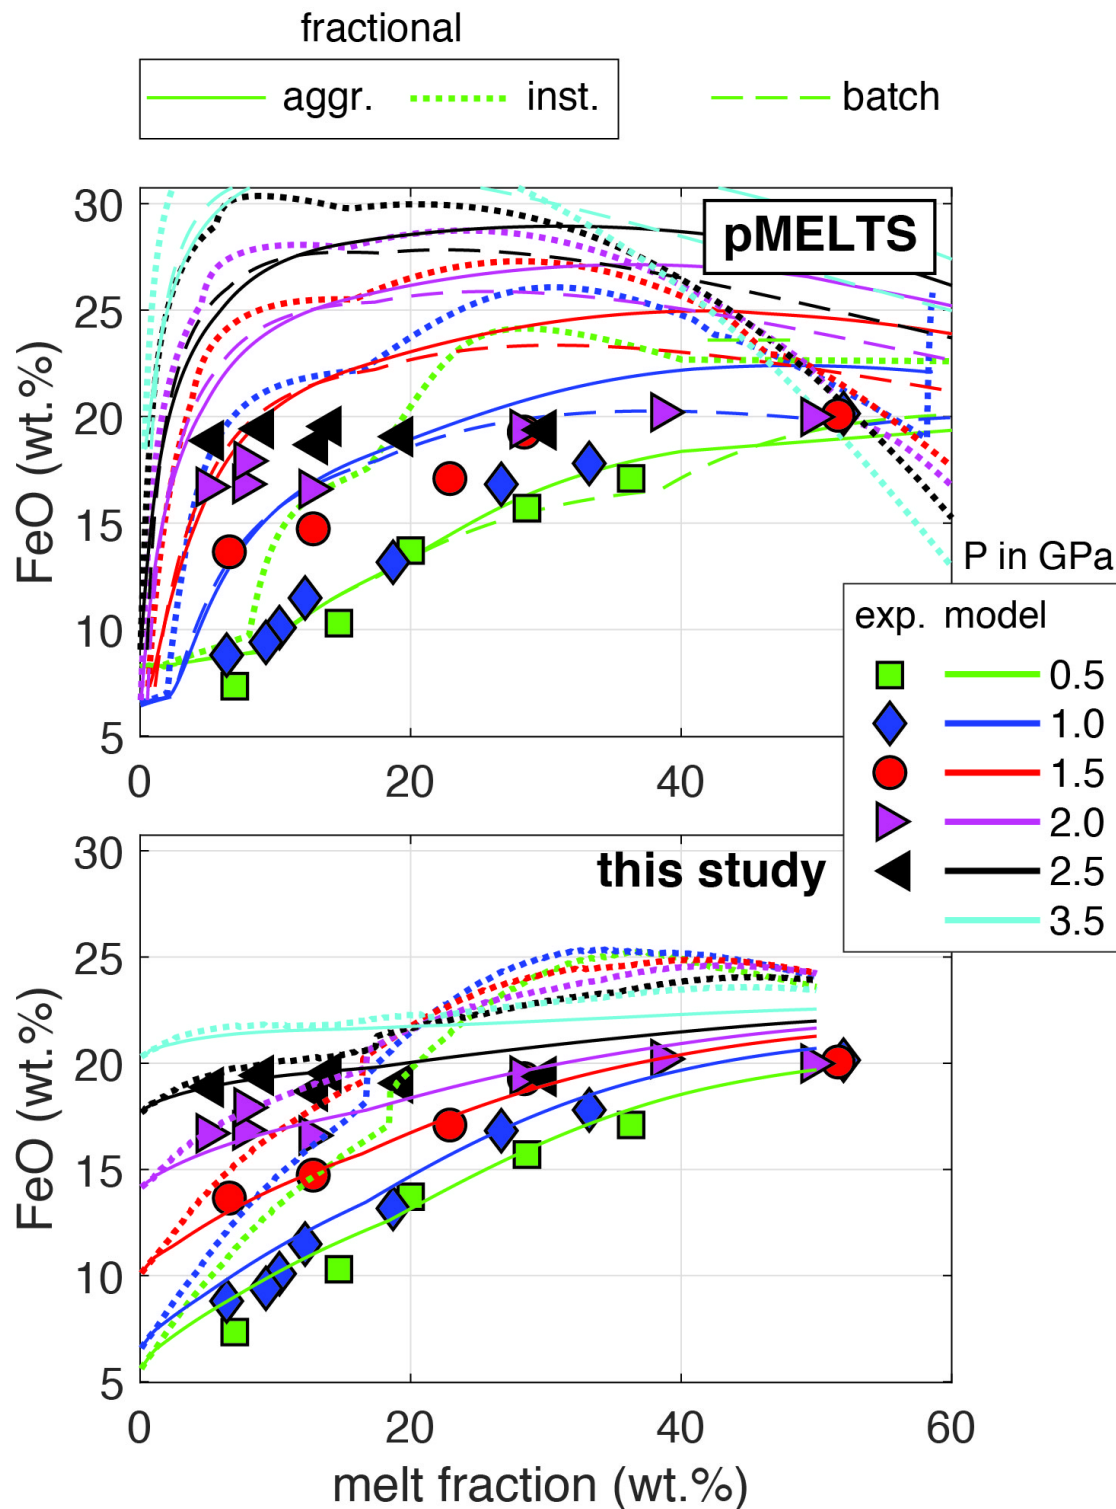 fractional
aggr. inst. batch
30
25
20
15
10
5
FeO (wt.%)
pMELTS
0 20 40
P in GPa
exp. model
0.5
1.0
1.5
2.0
2.5
3.5
30
25
20
15
10
5
FeO (wt.%)
this study
0 20 40 60
melt fraction (wt.%)